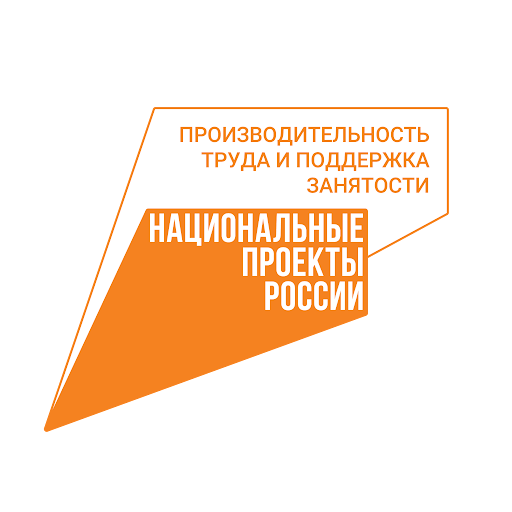 ПРОИЗВОДИТЕЛЬНОСТЬ
ТРУДА И ПОДДЕРЖКА
ЗАНЯТОСТИ
НАЦИОНАЛЬНЫЕ
ПРОЕКТЫ
РОССИИ